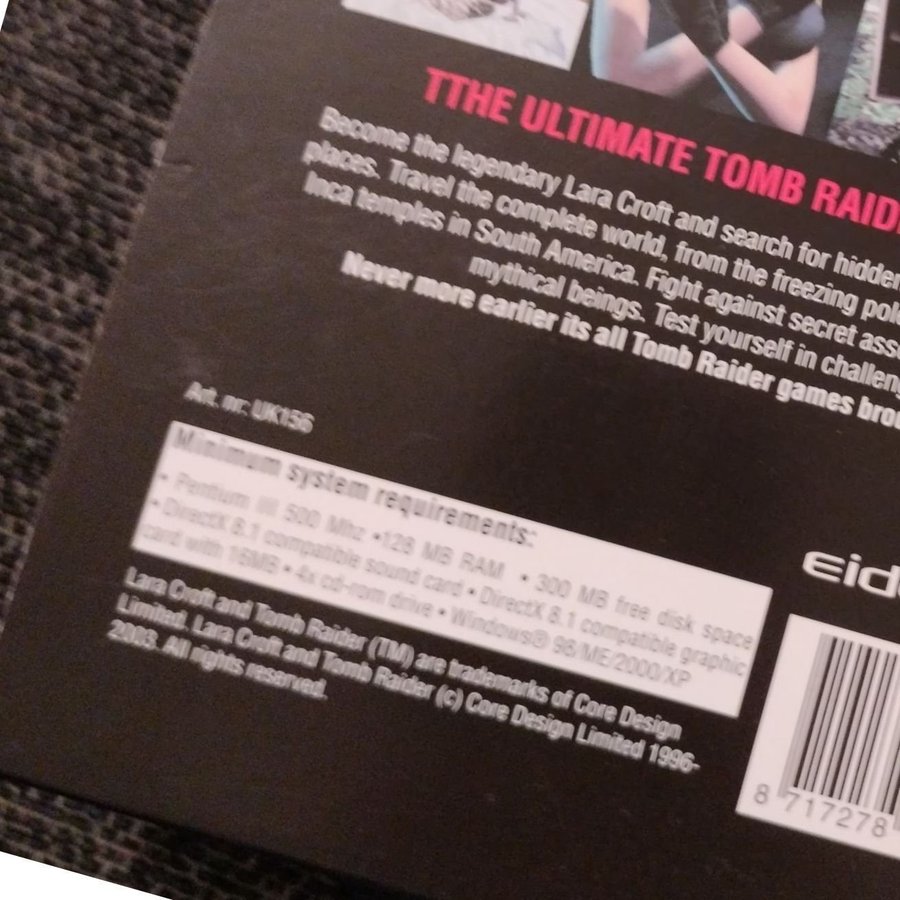 TTHE ULTIMATE TOMB RAID
Become the legendary Lara Croft and search for hidden
places. Travel the complete world, from the freezing pol
Inca temples in South America. Fight against secret ass
mythical beings. Test yourself in challeng
Never more earlier its all Tomb Raider games bro
Art. nr: UK156
Minimum system requirements:
• Pentium III 500 Mhz •128 MB RAM • 300 MB free disk space
• DirectX 8.1 compatible sound card • DirectX 8.1 compatible graphic
card with 16MB • 4x cd-rom drive • Windows® 98/ME/2000/XP
Lara Croft and Tomb Raider (TM) are trademarks of Core Design
Limited. Lara Croft and Tomb Raider (c) Core Design Limited 1996-
2003. All rights reserved.
eid
8 717278